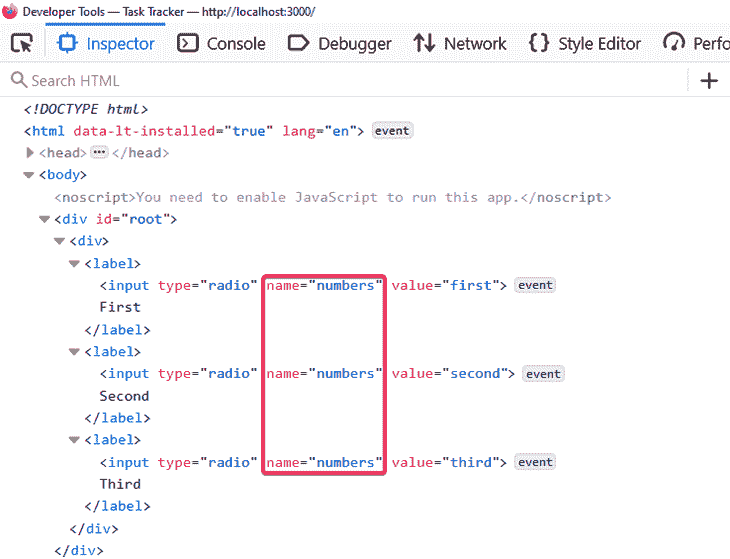 Developer Tools — Task Tracker — http://localhost:3000/
Inspector Console Debugger Network {} Style Editor Perfo
Search HTML +
<!DOCTYPE html>
<html data-lt-installed="true" lang="en"> event
<head> ••• </head>
<body>
<noscript>You need to enable JavaScript to run this app.</noscript>
<div id="root">
<div>
<label>
<input type="radio" name="numbers" value="first"> event
First
</label>
<label>
<input type="radio" name="numbers" value="second"> event
Second
</label>
<label>
<input type="radio" name="numbers" value="third"> event
Third
</label>
</div>
</div>